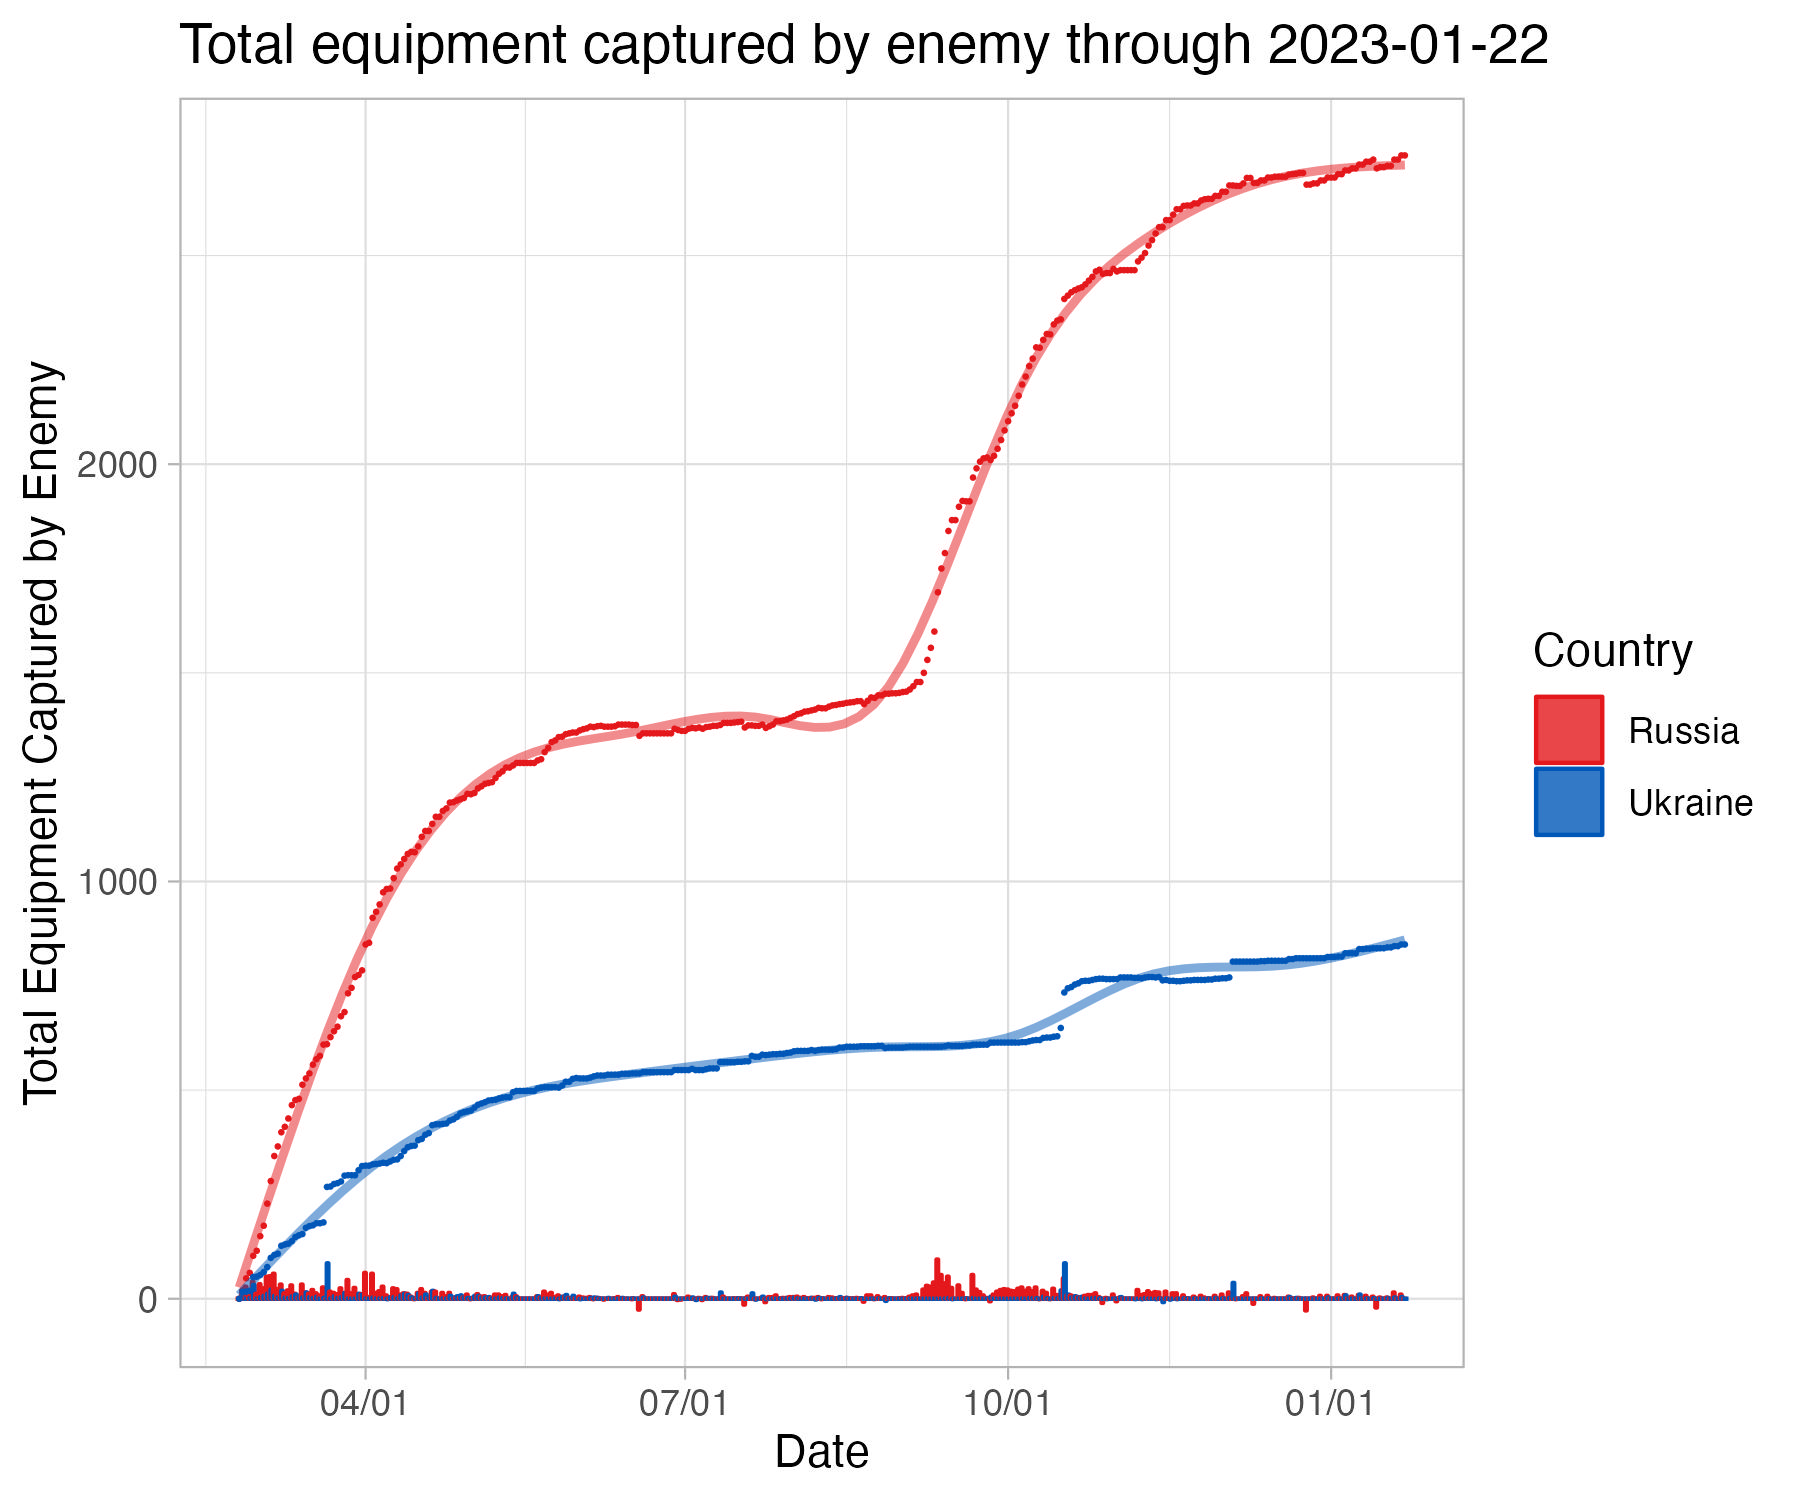 Total equipment captured by enemy through 2023-01-22
Total Equipment Captured by Enemy
2000
1000
0
04/01
07/01
10/01
01/01
Date
Country
Russia
Ukraine